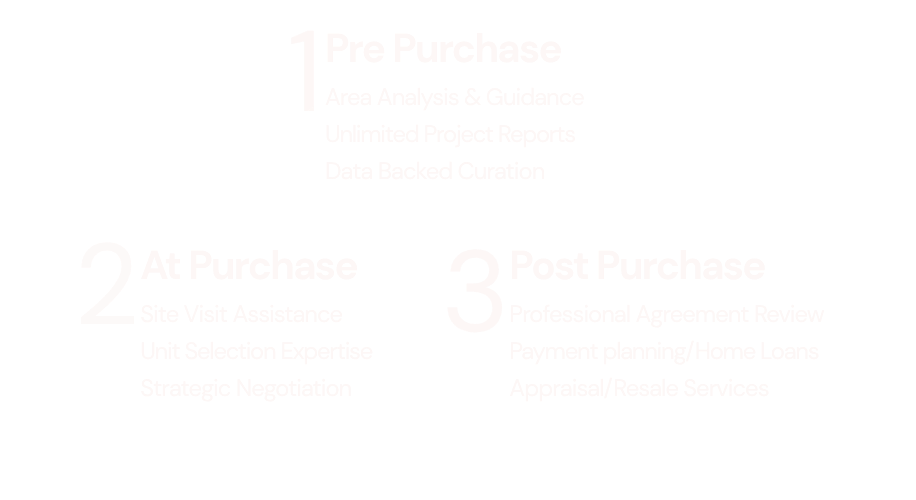 1 Pre Purchase
Area Analysis & Guidance
Unlimited Project Reports
Data Backed Curation
2 At Purchase
Site Visit Assistance
Unit Selection Expertise
Strategic Negotiation
3 Post Purchase
Professional Agreement Review
Payment planning/Home Loans
Appraisal/Resale Services